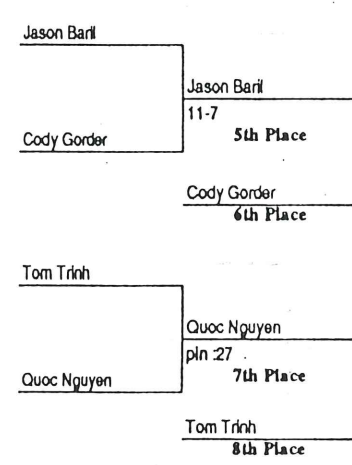 Jason Baril
Jason Baril
11-7
5th Place
Cody Gorder
Cody Gorder
6th Place
Tom Trinh
Quoc Nguyen
pin :27
7th Place
Quoc Nguyen
Tom Trinh
8th Place